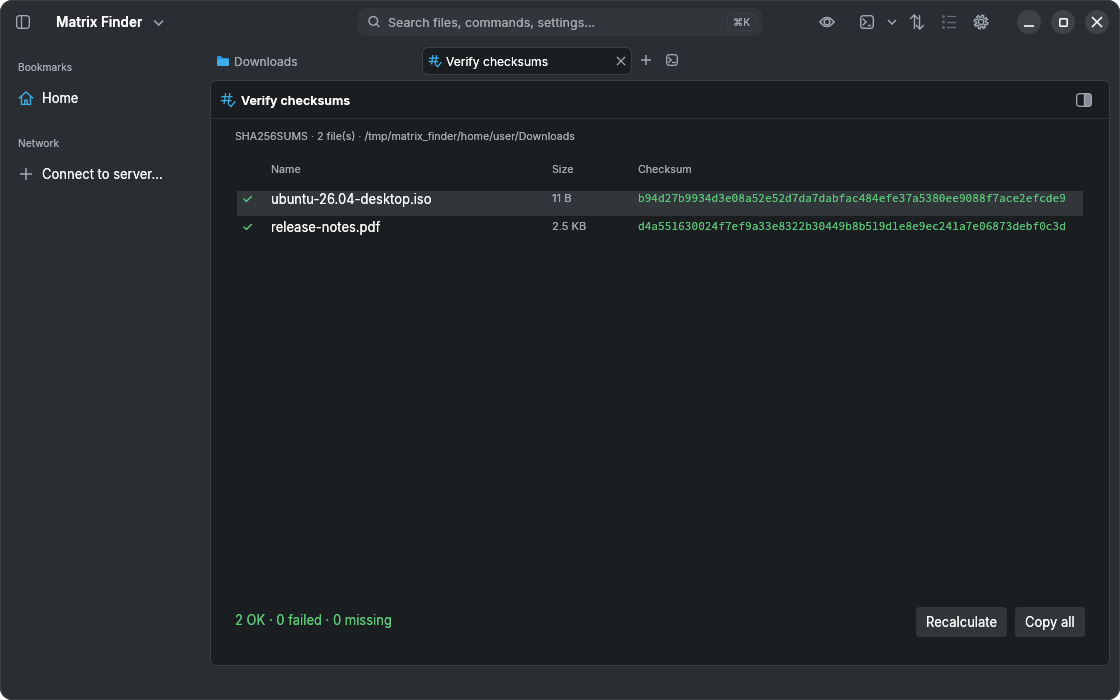 Matrix Finder
Search files, commands, settings...
⌘K
Bookmarks
Home
Network
Connect to server...
Downloads
Verify checksums
Verify checksums
SHA256SUMS · 2 file(s) · /tmp/matrix_finder/home/user/Downloads
Name Size Checksum
ubuntu-26.04-desktop.iso 11 B b94d27b9934d3e08a52e52d7da7dabfac484efe37a5380ee9088f7ace2efcde9
release-notes.pdf 2.5 KB d4a551630024f7ef9a33e8322b30449b8b519d1e8e9ec241a7e06873debf0c3d
2 OK · 0 failed · 0 missing
Recalculate
Copy all